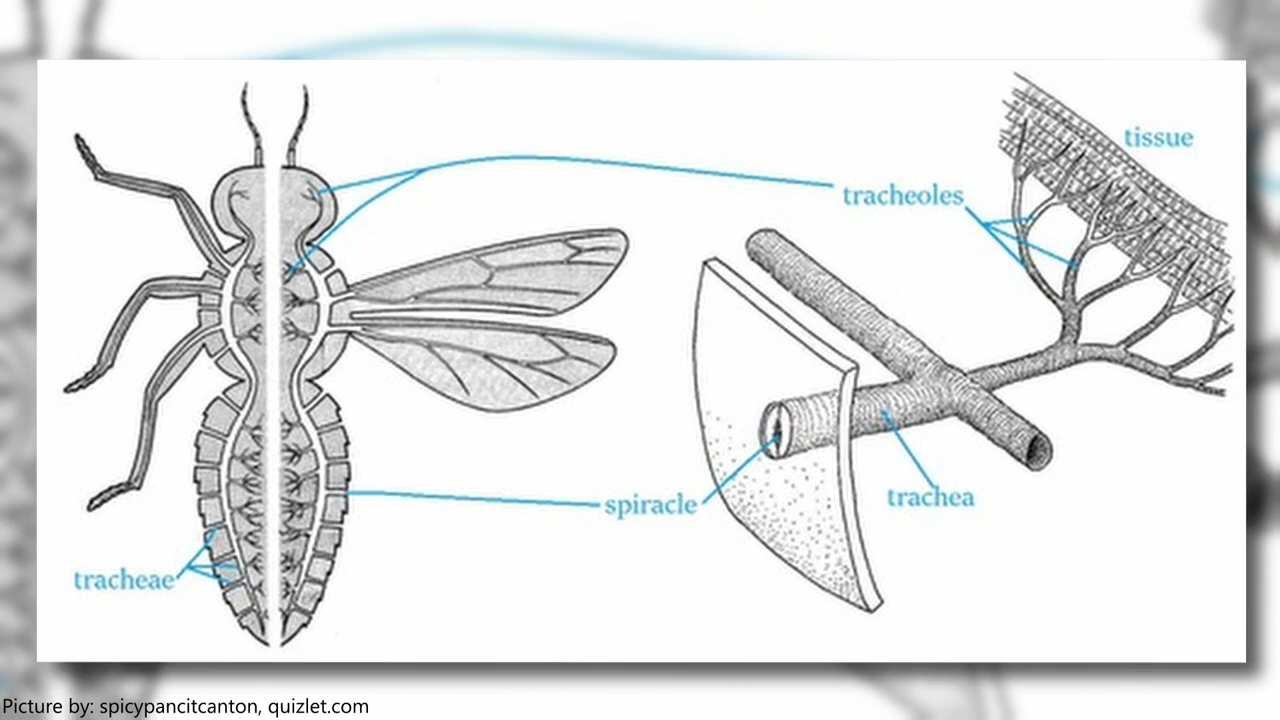 tissue
tracheoles
trachea
spiracle
tracheae
Picture by: spicypancitcanton, quizlet.com